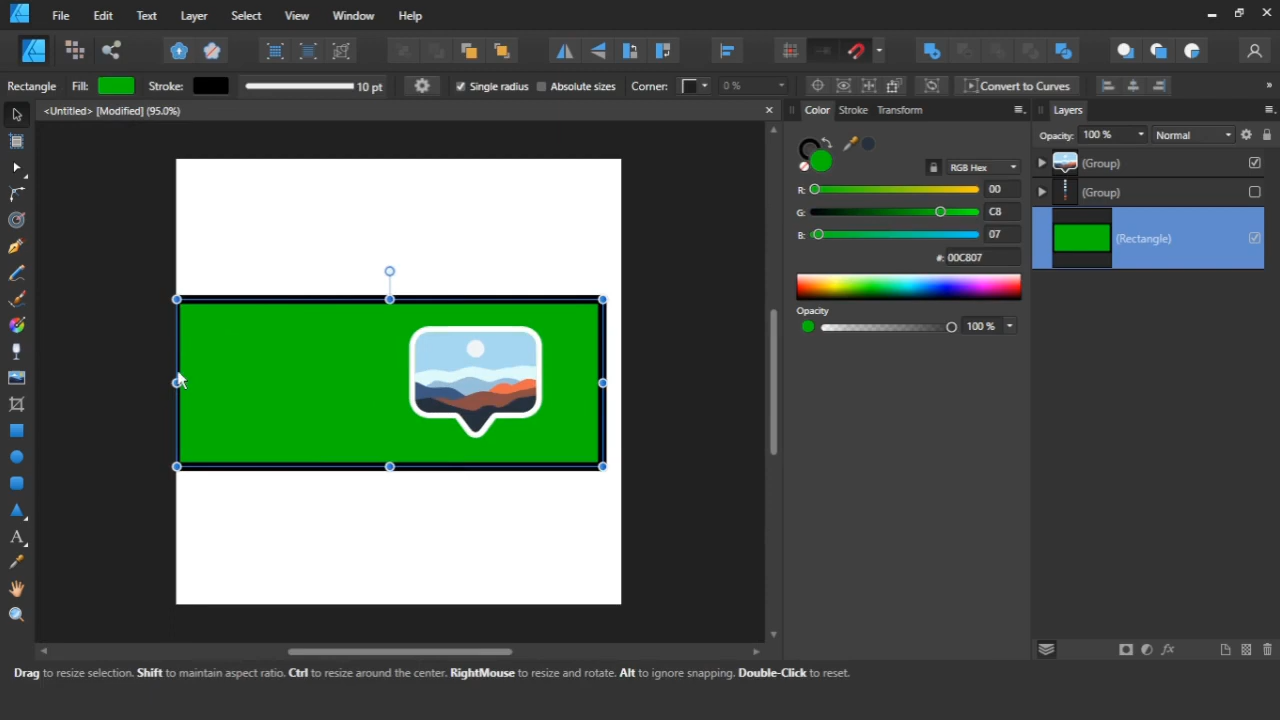 File Edit Text Layer Select View Window Help
Rectangle Fill: Stroke: 10 pt Single radius Absolute sizes Corner: 0 % Convert to Curves »
<Untitled> [Modified] (95.0%) × Color Stroke Transform Layers
Opacity: 100 % Normal
(Group)
RGB Hex
R: 00
(Group)
G: C8
B: 07
(Rectangle)
#: 00C807
Opacity
100 %
A
fx
Drag to resize selection. Shift to maintain aspect ratio. Ctrl to resize around the center. RightMouse to resize and rotate. Alt to ignore snapping. Double-Click to reset.